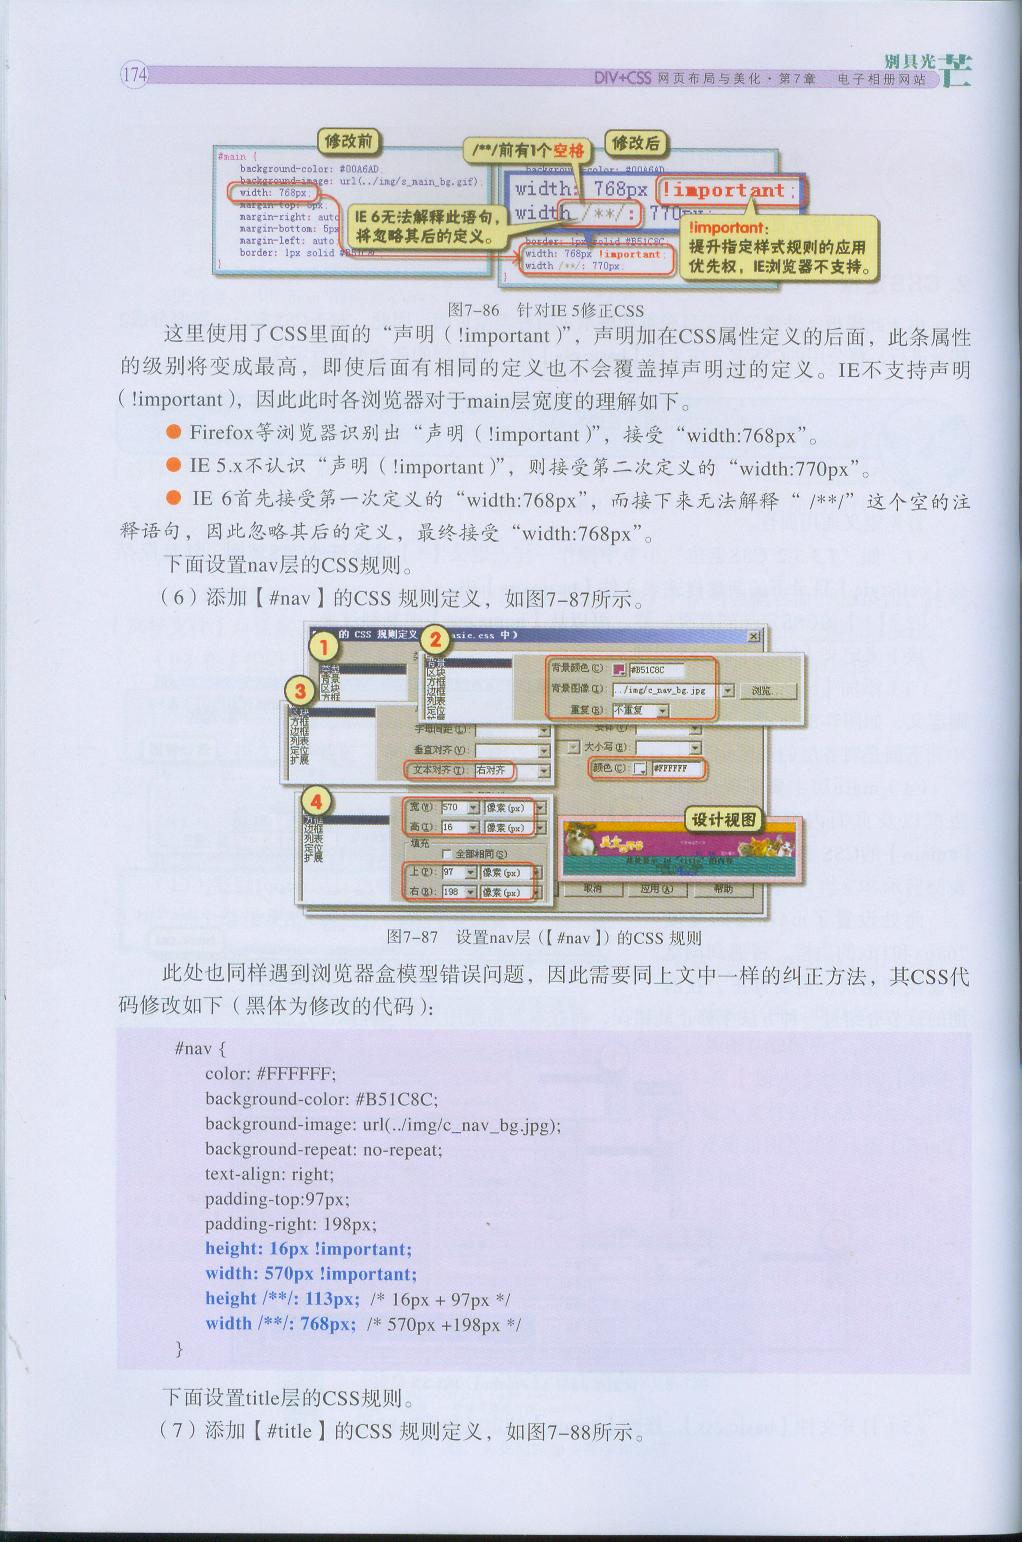 174
别具光芒
DIV+CSS 网页布局与美化·第7章 电子相册网站
修改前
/**/前有1个空格
修改后
#main {
background-color: #00A6AD;
background-image: url(../img/s_main_bg.gif);
width: 768px;
margin-top: 0px;
margin-right: auto
margin-bottom: 5px
margin-left: auto
border: 1px solid
}
IE 6无法解释此语句，
将忽略其后的定义。
width: 768px !important;
width /**/: 770px;
border: 1px solid #B51C8C
width: 768px !important;
width /**/: 770px;
}
!important:
提升指定样式规则的应用
优先权，IE浏览器不支持。
图7-86 针对IE 5修正CSS
这里使用了CSS里面的“声明（!important）”，声明加在CSS属性定义的后面，此条属性
的级别将变成最高，即使后面有相同的定义也不会覆盖掉声明过的定义。IE不支持声明
（!important），因此此时各浏览器对于main层宽度的理解如下。
● Firefox等浏览器识别出“声明（!important）”，接受“width:768px”。
● IE 5.x不认识“声明（!important）”，则接受第二次定义的“width:770px”。
● IE 6首先接受第一次定义的“width:768px”，而接下来无法解释“ /**/”这个空的注
释语句，因此忽略其后的定义，最终接受“width:768px”。
下面设置nav层的CSS规则。
（6）添加【#nav】的CSS 规则定义，如图7-87所示。
的 CSS 规则定义
1
类型
背景
区块
方框
2
背景
区块
方框
边框
列表
定位
扩展
背景颜色(C): #B51C8C
背景图像(I): ../img/c_nav_bg.jpg 浏览...
重复(R): 不重复
3
区块
方框
边框
列表
定位
扩展
字母间距(L):
垂直对齐(V):
文本对齐(T): 右对齐
大小写(R):
颜色(C): #FFFFFF
4
方框
边框
列表
定位
扩展
宽(W): 570 像素(px)
高(I): 16 像素(px)
填充
全部相同(S)
上(P): 97 像素(px)
右(R): 198 像素(px)
设计视图
取消 应用(A) 帮助
图7-87 设置nav层（【#nav】）的CSS 规则
此处也同样遇到浏览器盒模型错误问题，因此需要同上文中一样的纠正方法，其CSS代
码修改如下（黑体为修改的代码）：
#nav {
color: #FFFFFF;
background-color: #B51C8C;
background-image: url(../img/c_nav_bg.jpg);
background-repeat: no-repeat;
text-align: right;
padding-top:97px;
padding-right: 198px;
height: 16px !important;
width: 570px !important;
height /**/: 113px; /* 16px + 97px */
width /**/: 768px; /* 570px +198px */
}
下面设置title层的CSS规则。
（7）添加【#title】的CSS 规则定义，如图7-88所示。